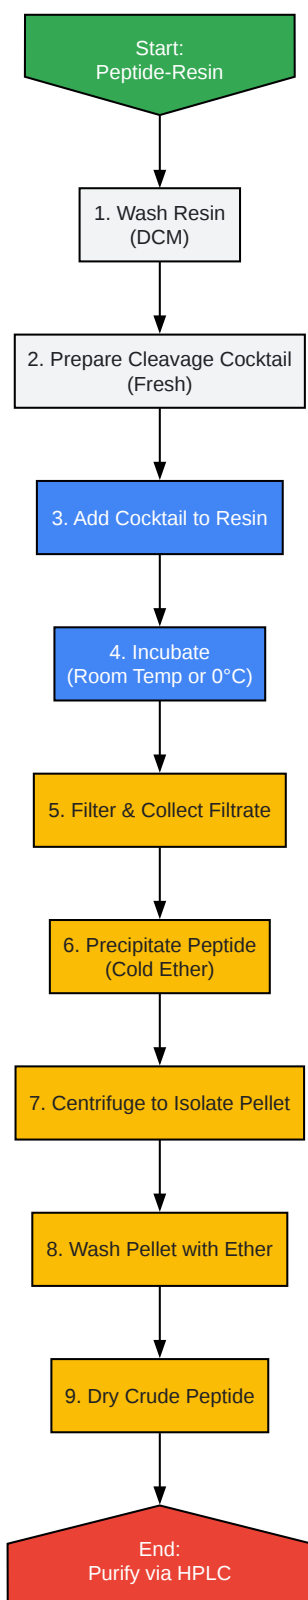 Start:
Peptide-Resin
1. Wash Resin
(DCM)
2. Prepare Cleavage Cocktail
(Fresh)
3. Add Cocktail to Resin
4. Incubate
(Room Temp or 0°C)
5. Filter & Collect Filtrate
6. Precipitate Peptide
(Cold Ether)
7. Centrifuge to Isolate Pellet
8. Wash Pellet with Ether
9. Dry Crude Peptide
End:
Purify via HPLC